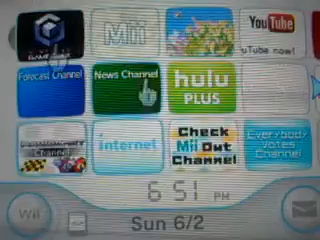 Mii
YouTube
uTube now!
Forecast Channel
News Channel
hulu
PLUS
Channel
internet
Check
Mii Out
Channel
Everybody
Votes
Channel
6:51 PM
Wii
Sun 6/2